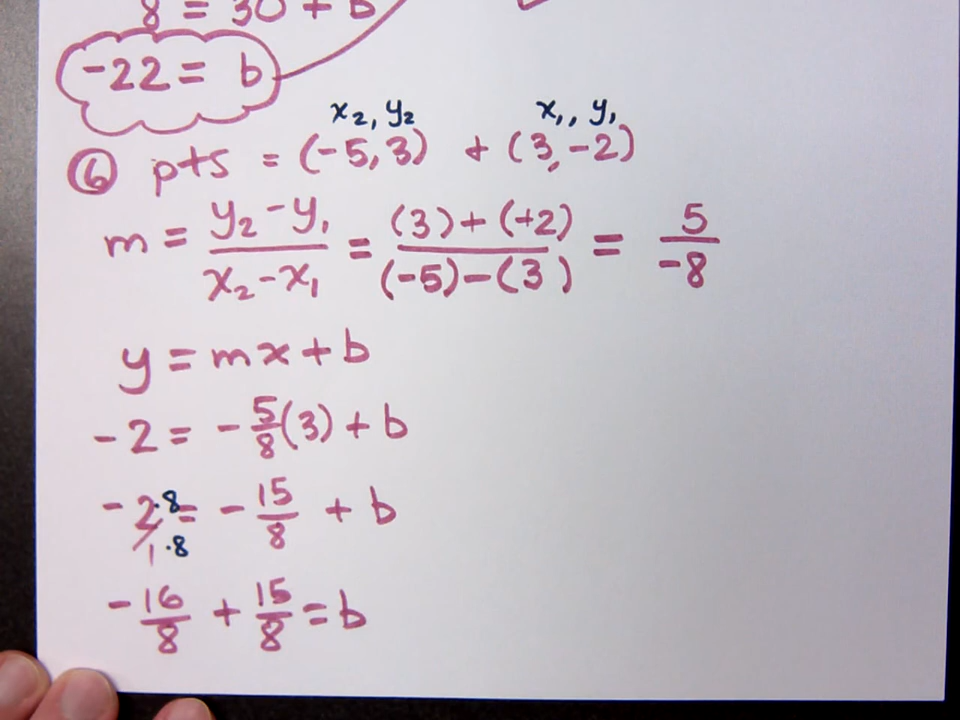 8 = 30 + b
-22 = b
x₂, y₂ x₁, y₁
⑥ pts = (-5, 3) + (3, -2)
m = (y₂ - y₁)/(x₂ - x₁) = ((3) + (+2))/((-5) - (3)) = 5/-8
y = mx + b
-2 = -5/8(3) + b
-2·8/1·8 = -15/8 + b
-16/8 + 15/8 = b